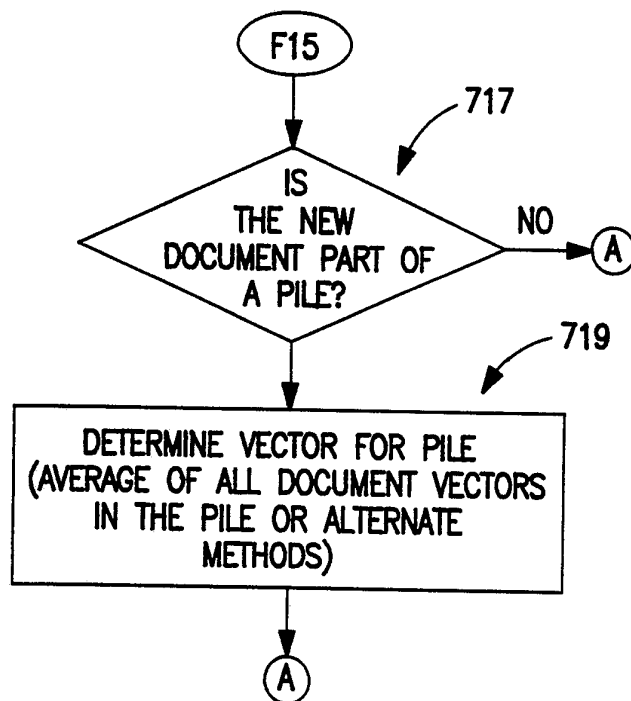 F15
717
IS
THE NEW
DOCUMENT PART OF
A PILE?
NO
A
719
DETERMINE VECTOR FOR PILE
(AVERAGE OF ALL DOCUMENT VECTORS
IN THE PILE OR ALTERNATE
METHODS)
A